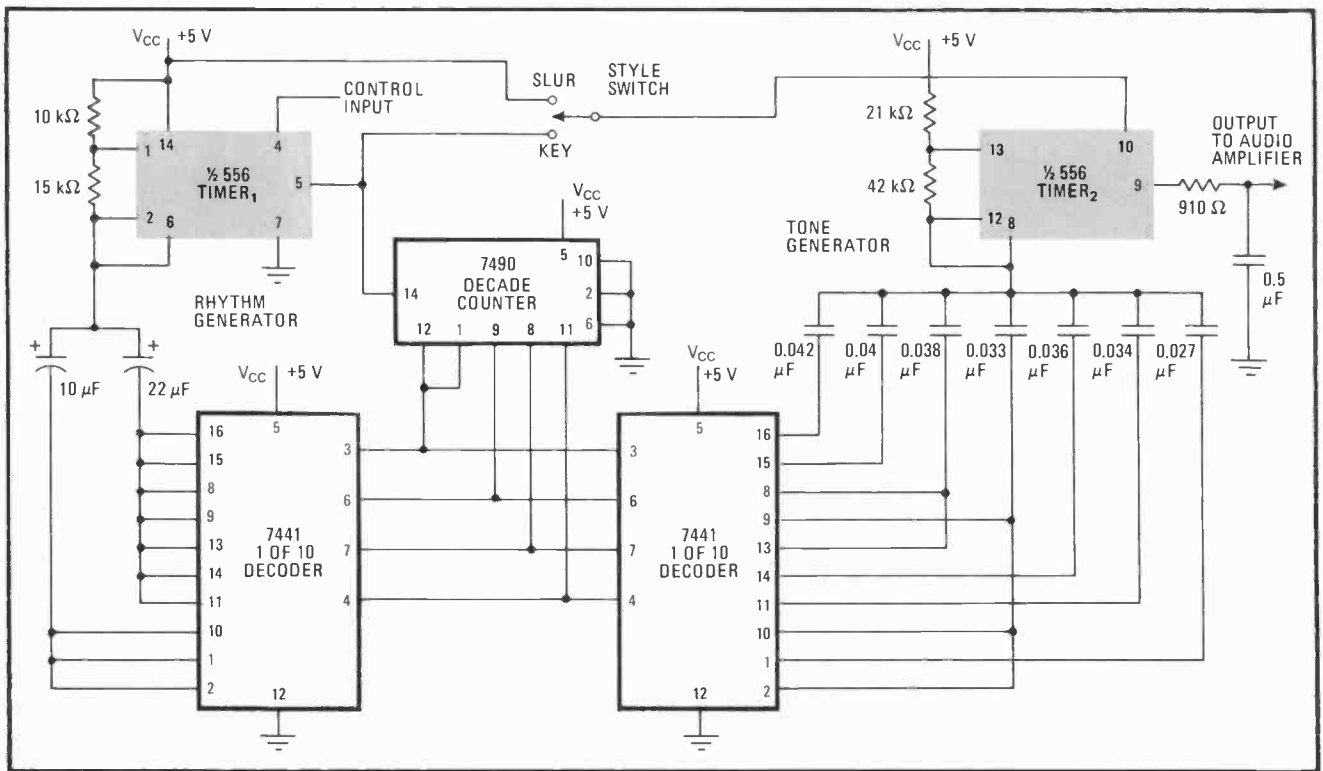 VCC +5 V
10 kΩ
15 kΩ
1
14
4
2
6
5
7
½ 556
TIMER1
CONTROL
INPUT
SLUR
KEY
STYLE
SWITCH
RHYTHM
GENERATOR
+
10 µF
+
22 µF
VCC
+5 V
7490
DECADE
COUNTER
5
10
2
6
14
12
1
9
8
11
VCC +5 V
21 kΩ
42 kΩ
13
10
12
8
9
½ 556
TIMER2
TONE
GENERATOR
OUTPUT
TO AUDIO
AMPLIFIER
910 Ω
0.5
µF
0.042
µF
0.04
µF
0.038
µF
0.033
µF
0.036
µF
0.034
µF
0.027
µF
VCC +5 V
5
16
15
8
9
13
14
11
10
1
2
3
6
7
4
12
7441
1 OF 10
DECODER
VCC
+5 V
5
3
6
7
4
16
15
8
9
13
14
11
10
1
2
12
7441
1 OF 10
DECODER